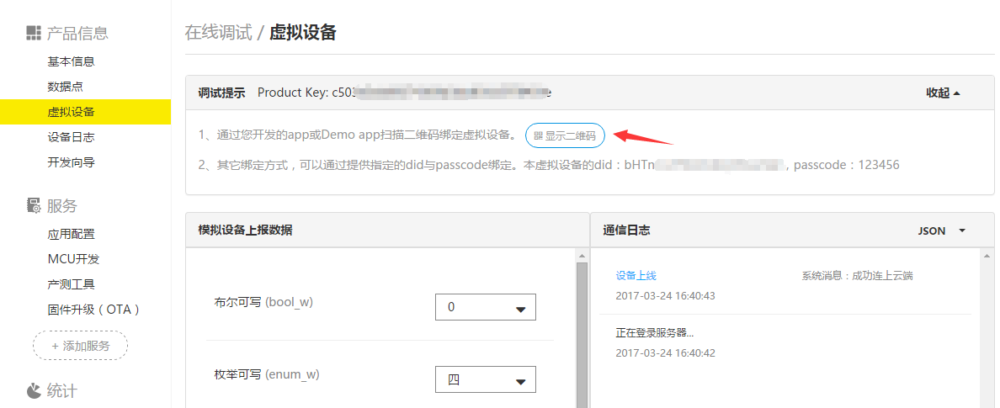 产品信息
基本信息
数据点
虚拟设备
设备日志
开发向导
服务
应用配置
MCU开发
产测工具
固件升级（OTA）
+ 添加服务
统计
在线调试 / 虚拟设备
调试提示 Product Key: c503 e
收起
1、通过您开发的app或Demo app扫描二维码绑定虚拟设备。 显示二维码
2、其它绑定方式，可以通过提供指定的did与passcode绑定。本虚拟设备的did：bHTn ，passcode：123456
模拟设备上报数据
布尔可写 (bool_w) 0
枚举可写 (enum_w) 四
通信日志 JSON
设备上线 系统消息：成功连上云端
2017-03-24 16:40:43
正在登录服务器...
2017-03-24 16:40:42